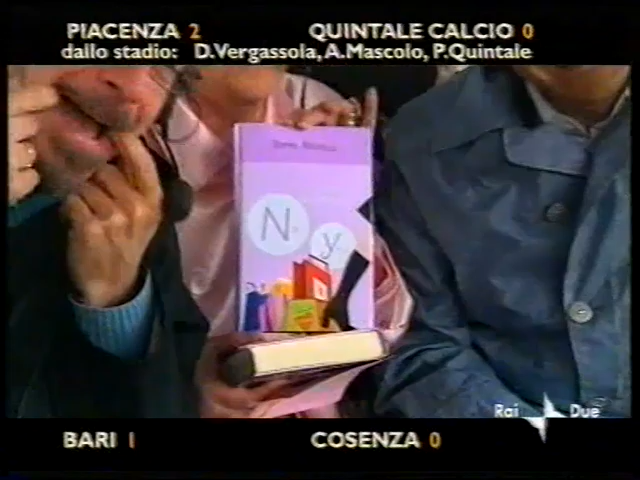 PIACENZA 2 QUINTALE CALCIO 0
dallo stadio: D.Vergassola, A.Mascolo, P.Quintale
N y
Rai Due
BARI 1 COSENZA 0